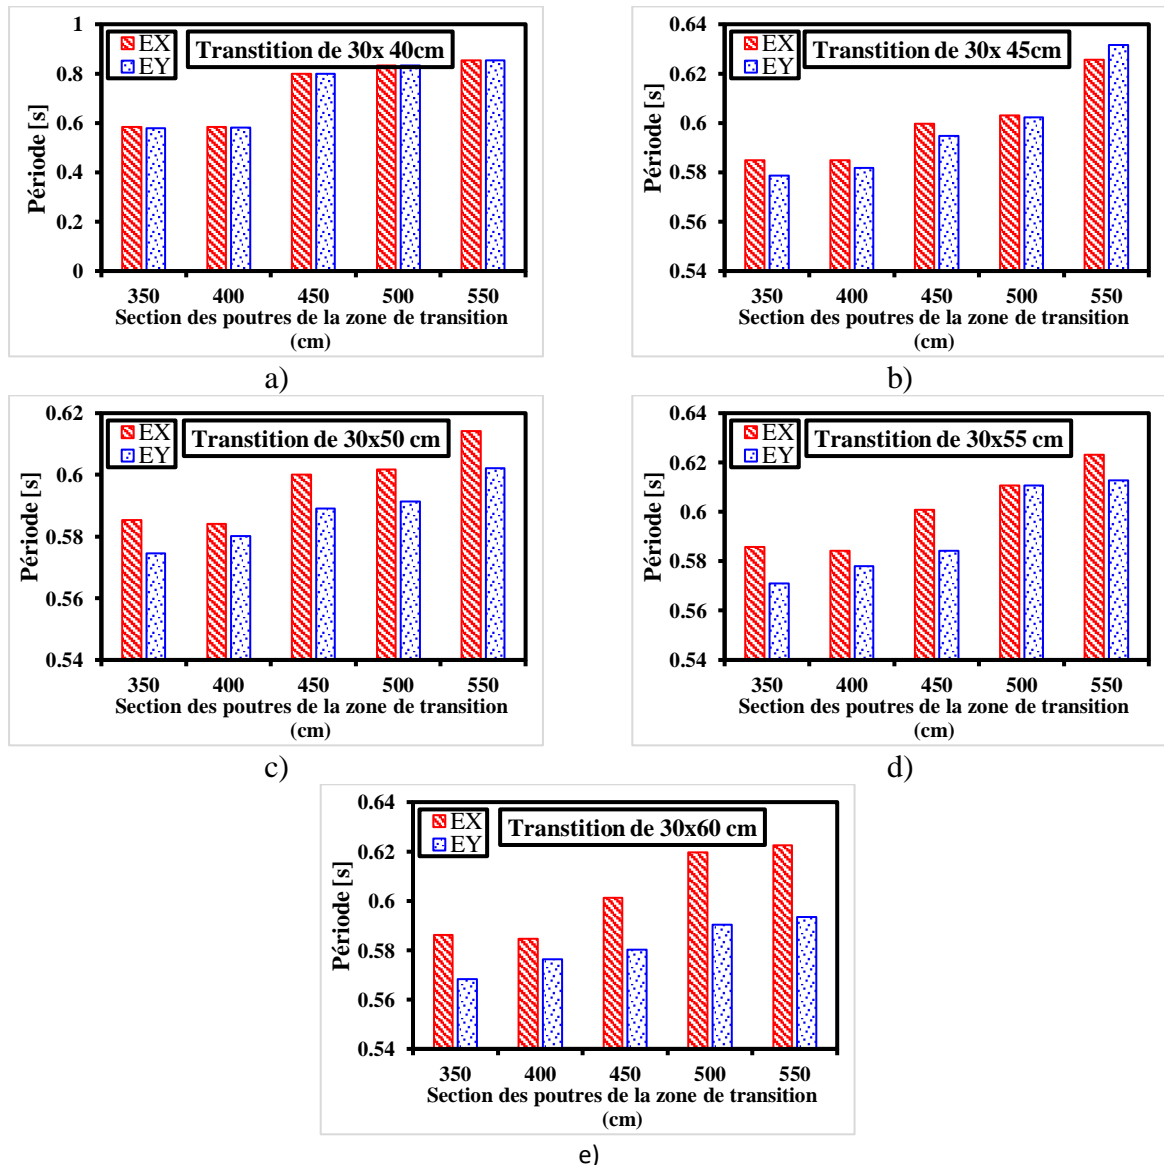 1
0.8
0.6
0.4
0.2
0
Période [s]
EX
EY
Transtition de 30x 40cm
350 400 450 500 550
Section des poutres de la zone de transition
(cm)
a)
0.64
0.62
0.6
0.58
0.56
0.54
Période [s]
EX
EY
Transtition de 30x 45cm
350 400 450 500 550
Section des poutres de la zone de transition
(cm)
b)
0.62
0.6
0.58
0.56
0.54
Période [s]
EX
EY
Transtition de 30x50 cm
350 400 450 500 550
Section des poutres de la zone de transition
(cm)
c)
0.64
0.62
0.6
0.58
0.56
0.54
Période [s]
EX
EY
Transtition de 30x55 cm
350 400 450 500 550
Section des poutres de la zone de transition
(cm)
d)
0.64
0.62
0.6
0.58
0.56
0.54
Période [s]
EX
EY
Transtition de 30x60 cm
350 400 450 500 550
Section des poutres de la zone de transition
(cm)
e)